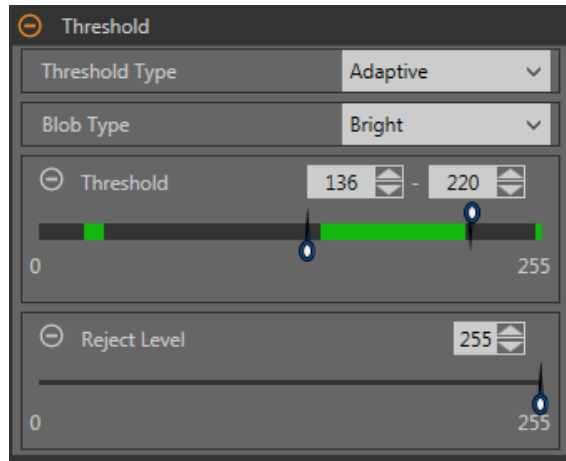 Threshold
Threshold Type Adaptive
Blob Type Bright
Threshold 136 - 220
0 255
Reject Level 255
0 255